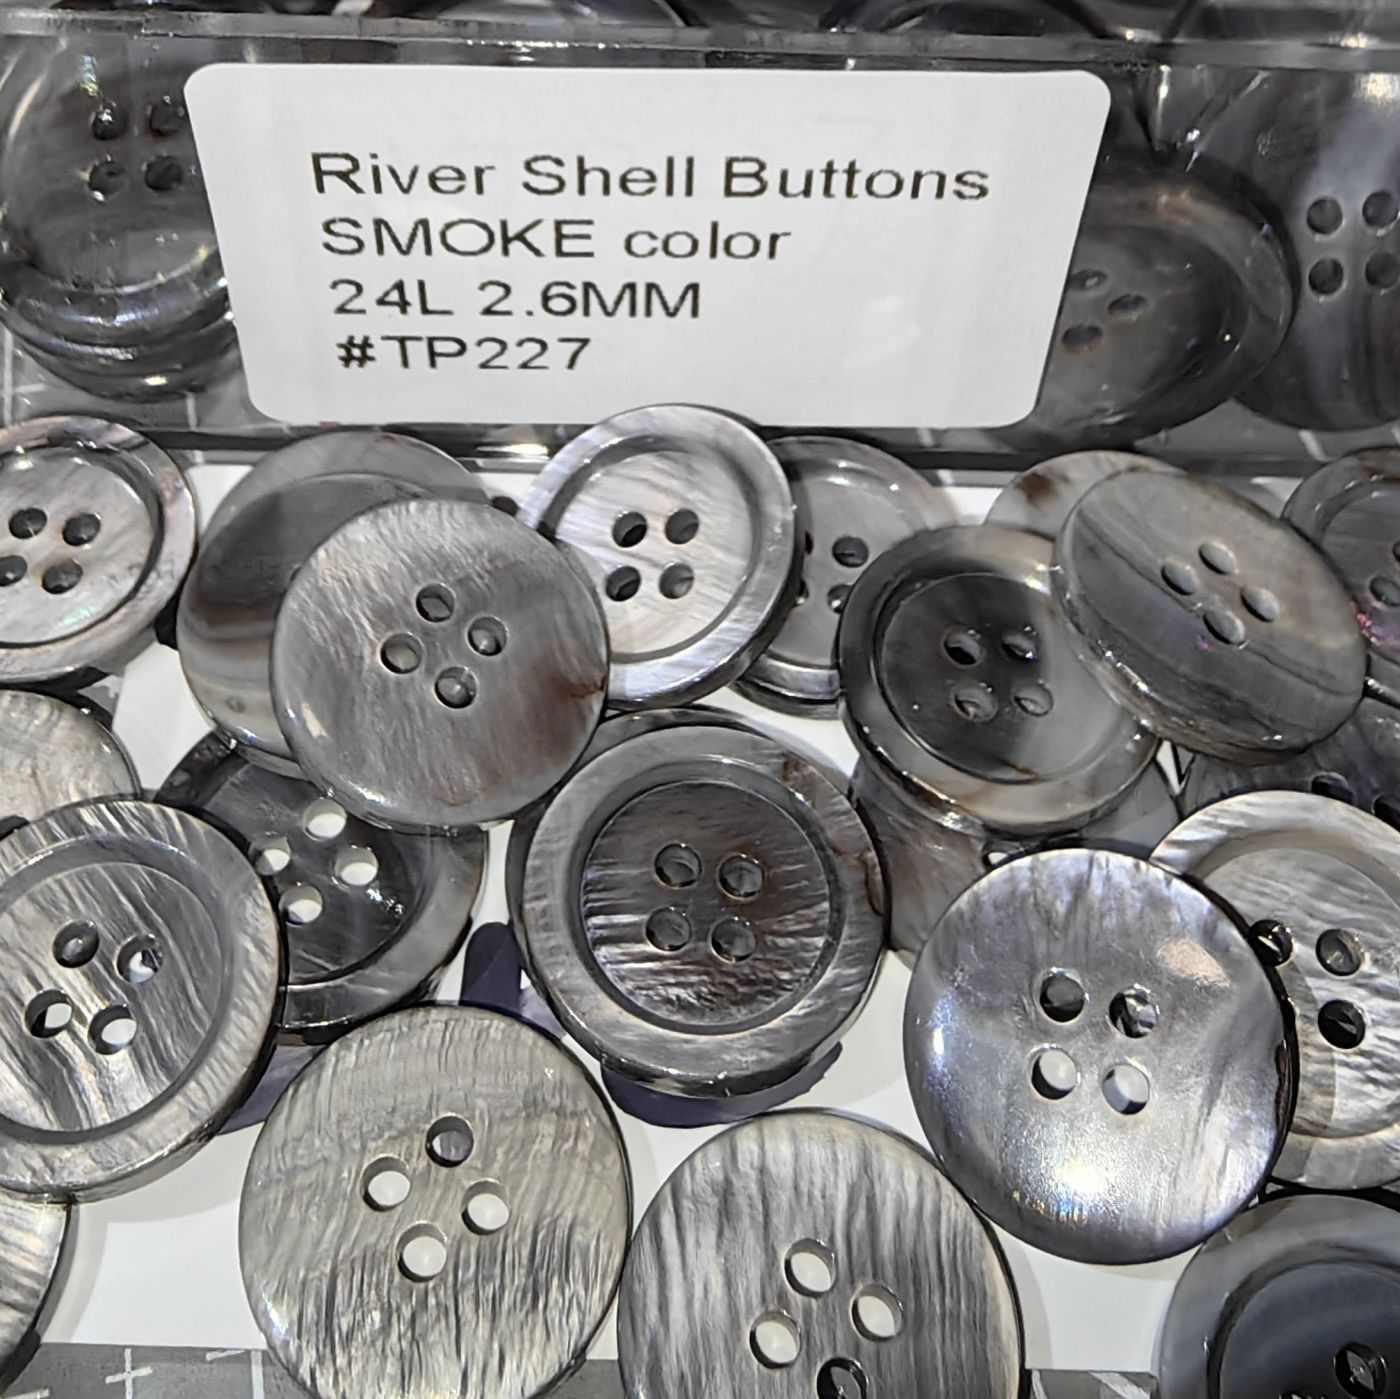 River Shell Buttons
SMOKE color
24L 2.6MM
#TP227